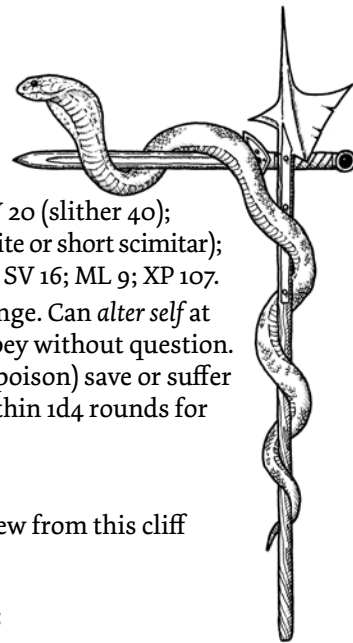 20 (slither 40);
ite or short scimitar);
SV 16; ML 9; XP 107.
nge. Can alter self at
bey without question.
poison) save or suffer
thin 1d4 rounds for
ew from this cliff